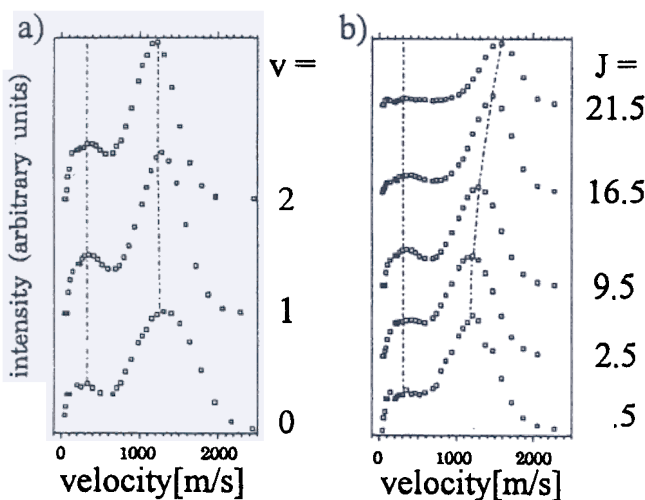 a)
intensity (arbitrary units)
v =
2
1
0
0 1000 2000
velocity[m/s]
b)
J =
21.5
16.5
9.5
2.5
.5
0 1000 2000
velocity[m/s]